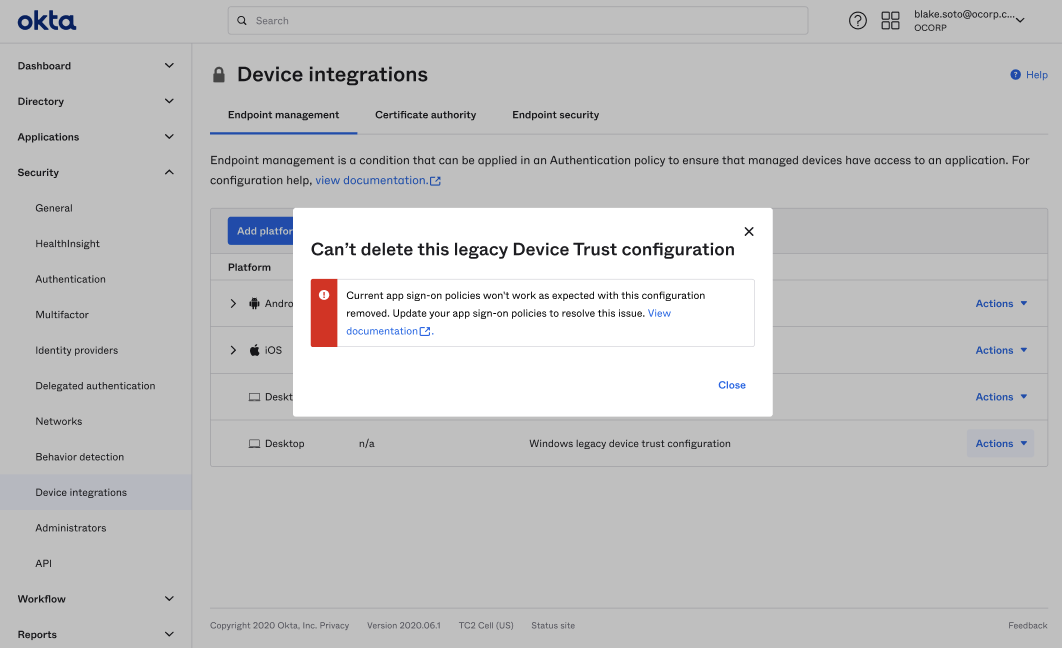 okta
Search
blake.soto@ocorp.c...
OCORP
Dashboard
Directory
Applications
Security
General
HealthInsight
Authentication
Multifactor
Identity providers
Delegated authentication
Networks
Behavior detection
Device integrations
Administrators
API
Workflow
Reports
Device integrations
Help
Endpoint management
Certificate authority
Endpoint security
Endpoint management is a condition that can be applied in an Authentication policy to ensure that managed devices have access to an application. For
configuration help, view documentation.
Add platfor
Platform
Andro
Actions
iOS
Actions
Deskt
Actions
Desktop
n/a
Windows legacy device trust configuration
Actions
Can't delete this legacy Device Trust configuration
Current app sign-on policies won't work as expected with this configuration
removed. Update your app sign-on policies to resolve this issue. View
documentation.
Close
Copyright 2020 Okta, Inc. Privacy
Version 2020.06.1
TC2 Cell (US)
Status site
Feedback